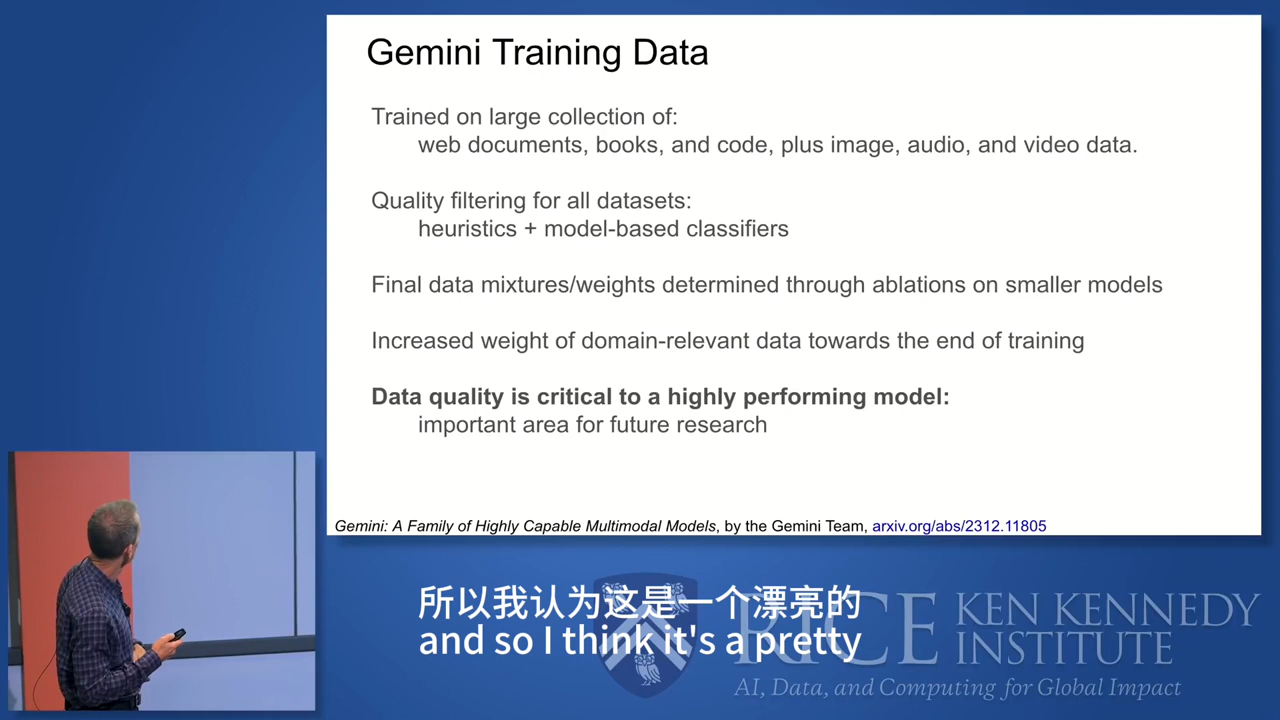 Gemini Training Data
Trained on large collection of:
web documents, books, and code, plus image, audio, and video data.
Quality filtering for all datasets:
heuristics + model-based classifiers
Final data mixtures/weights determined through ablations on smaller models
Increased weight of domain-relevant data towards the end of training
Data quality is critical to a highly performing model:
important area for future research
Gemini: A Family of Highly Capable Multimodal Models, by the Gemini Team, arxiv.org/abs/2312.11805
所以我认为这是一个漂亮的
and so I think it's a pretty
RICE
KEN KENNEDY
INSTITUTE
AI, Data, and Computing for Global Impact